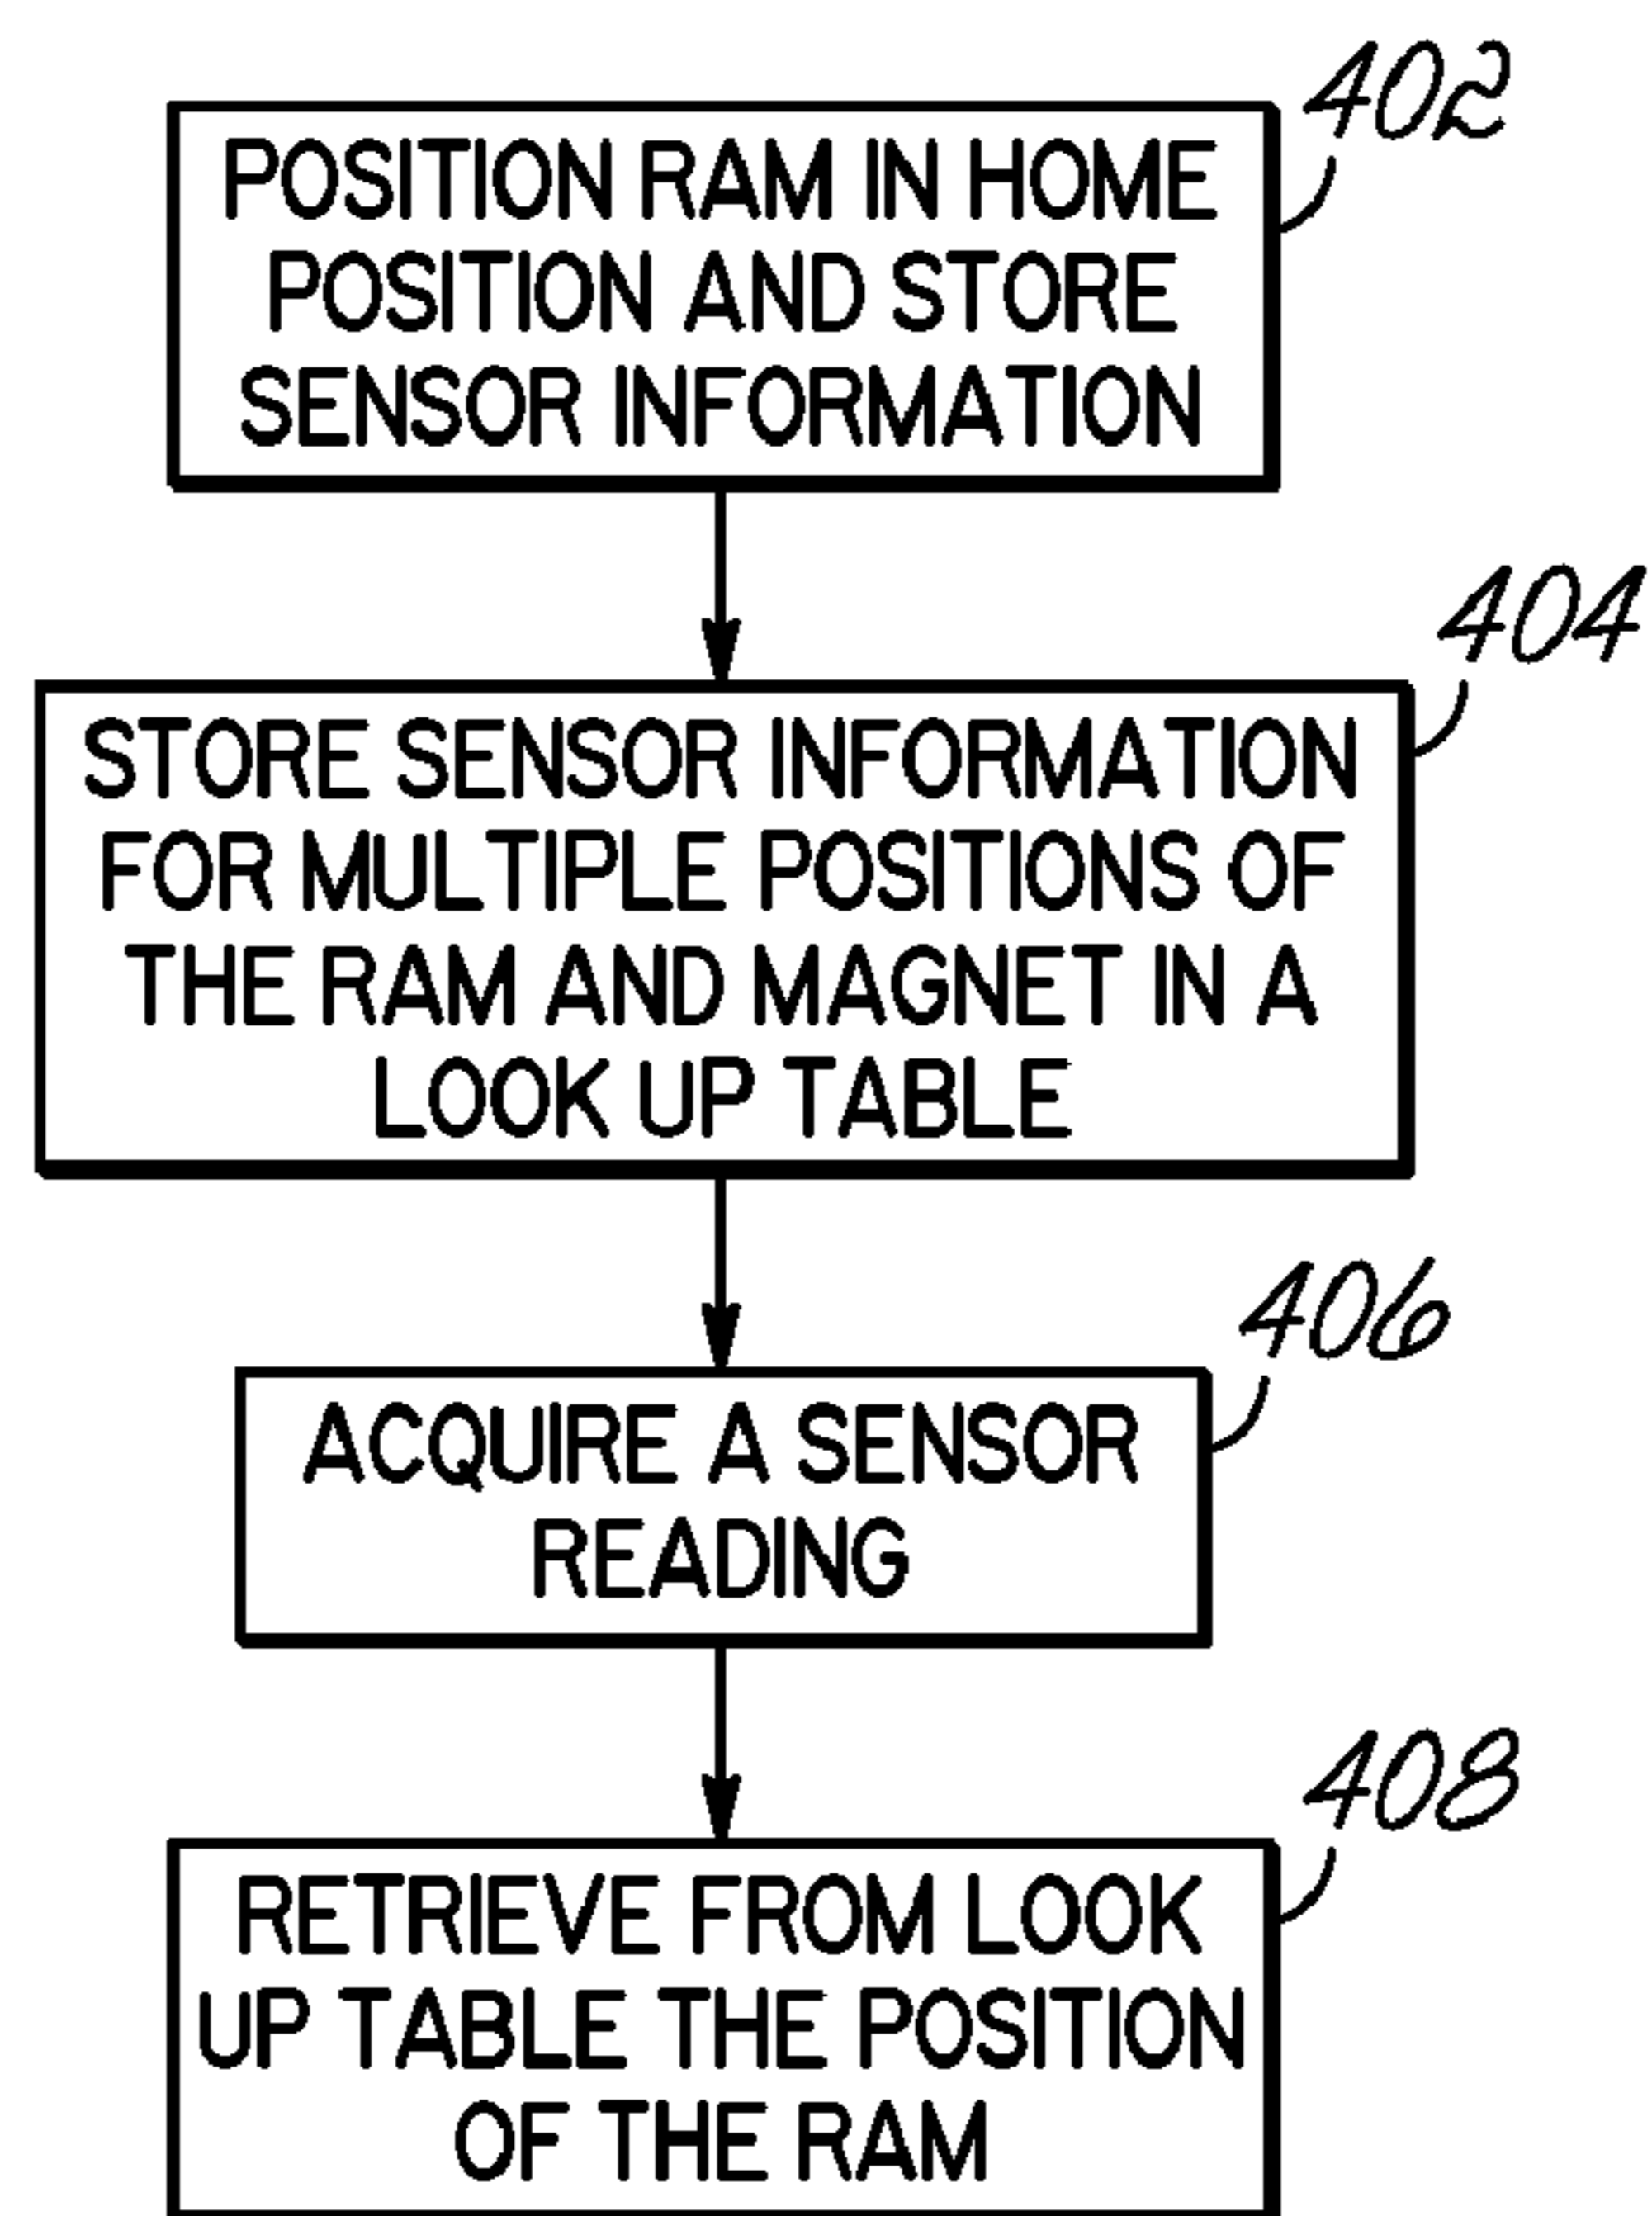 402
POSITION RAM IN HOME
POSITION AND STORE
SENSOR INFORMATION
404
STORE SENSOR INFORMATION
FOR MULTIPLE POSITIONS OF
THE RAM AND MAGNET IN A
LOOK UP TABLE
406
ACQUIRE A SENSOR
READING
408
RETRIEVE FROM LOOK
UP TABLE THE POSITION
OF THE RAM